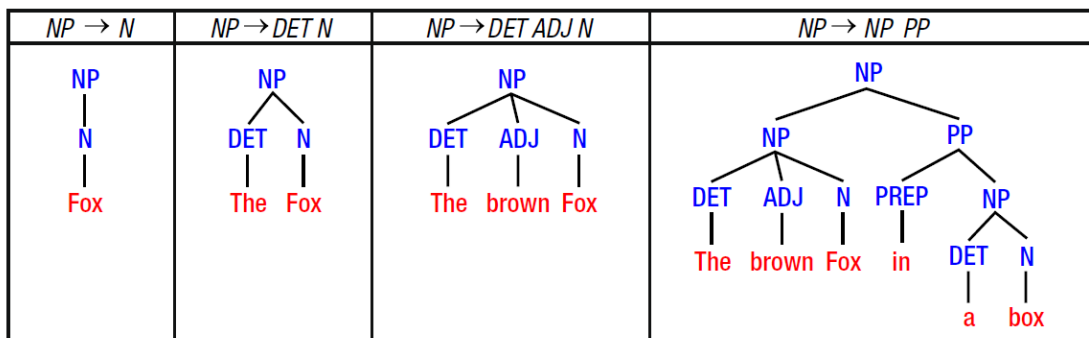 NP → N
NP → DET N
NP → DET ADJ N
NP → NP PP
NP
N
Fox
NP
DET N
The Fox
NP
DET ADJ N
The brown Fox
NP
NP PP
DET ADJ N PREP NP
The brown Fox in DET N
a box